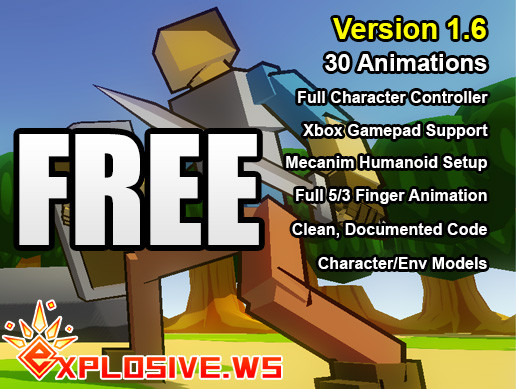 Version 1.6
30 Animations
Full Character Controller
Xbox Gamepad Support
Mecanim Humanoid Setup
Full 5/3 Finger Animation
Clean, Documented Code
Character/Env Models
FREE
eXPLOSIVE.WS